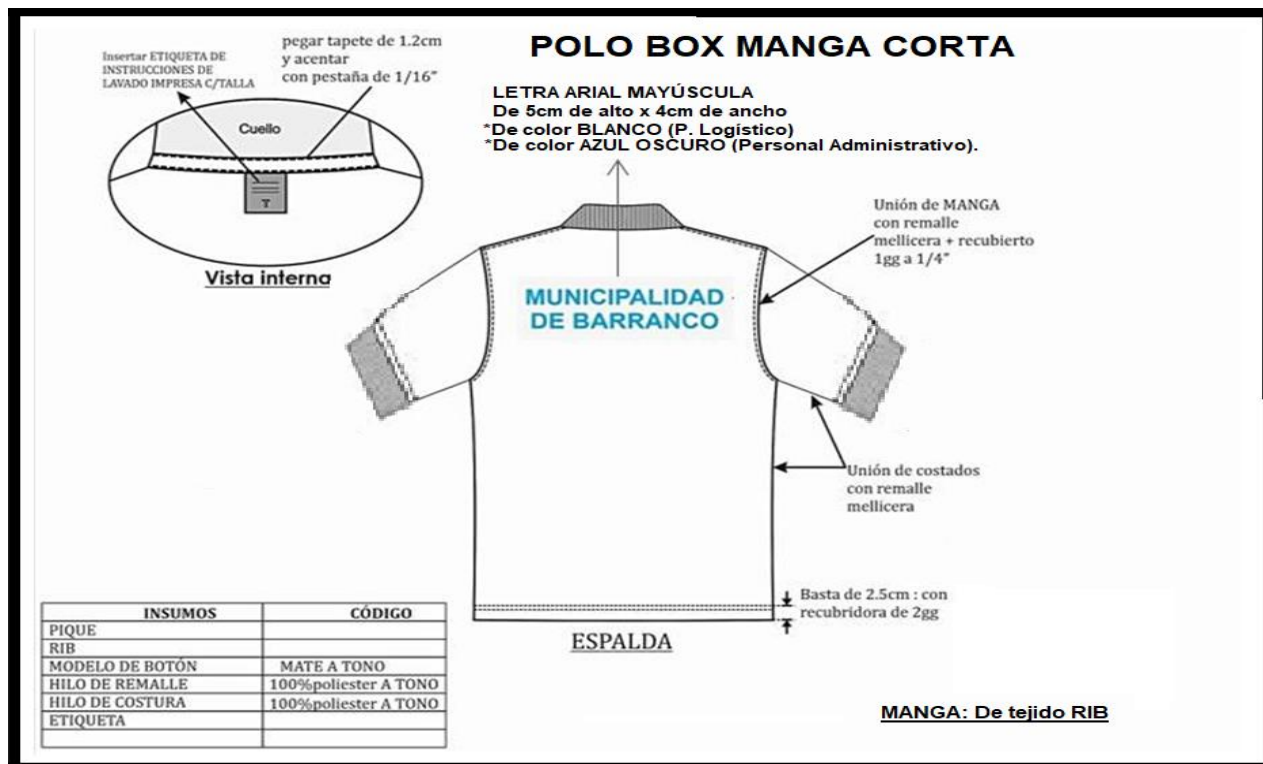 POLO BOX MANGA CORTA
Insertar ETIQUETA DE
INSTRUCCIONES DE
LAVADO IMPRESA C/TALLA
pegar tapete de 1.2cm
y acentar
con pestaña de 1/16"
Cuello
T
Vista interna
LETRA ARIAL MAYÚSCULA
De 5cm de alto x 4cm de ancho
*De color BLANCO (P. Logístico)
*De color AZUL OSCURO (Personal Administrativo).
Unión de MANGA
con remalle
mellicera + recubierto
1gg a 1/4"
MUNICIPALIDAD
DE BARRANCO
Unión de costados
con remalle
mellicera
Basta de 2.5cm : con
recubridora de 2gg
ESPALDA
INSUMOS CÓDIGO
PIQUE
RIB
MODELO DE BOTÓN MATE A TONO
HILO DE REMALLE 100%poliester A TONO
HILO DE COSTURA 100%poliester A TONO
ETIQUETA
MANGA: De tejido RIB